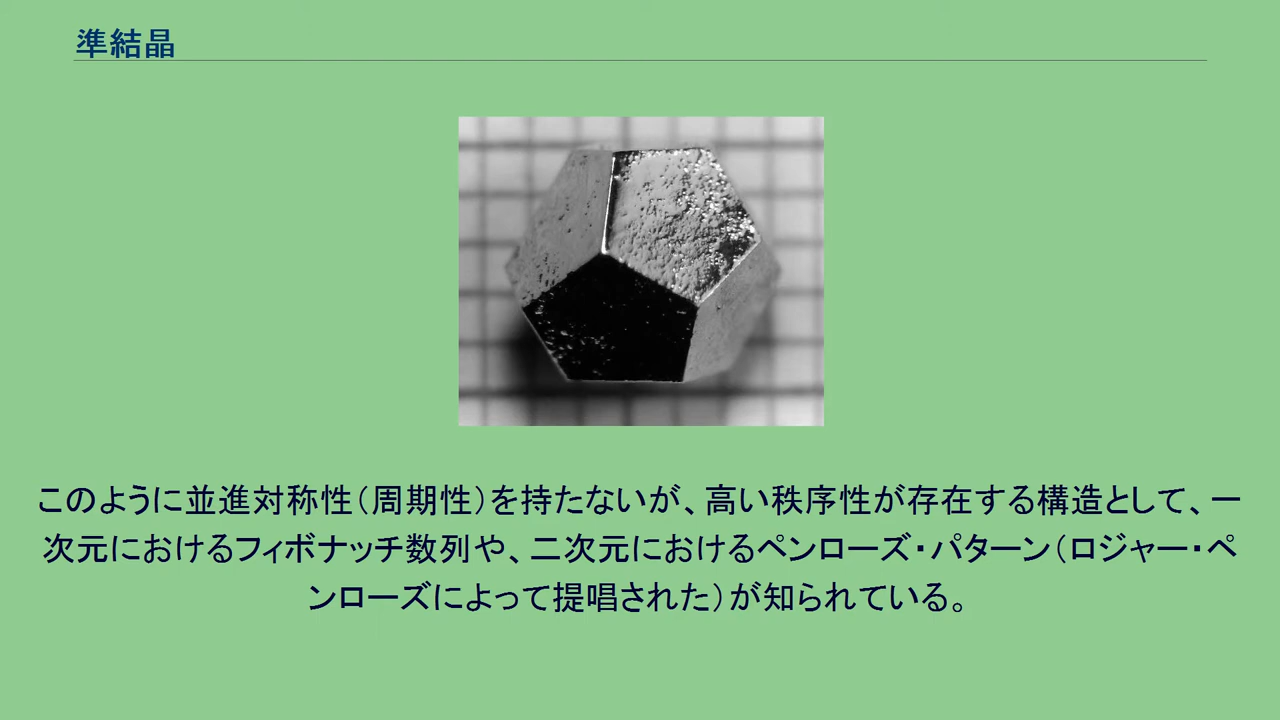 準結晶
このように並進対称性（周期性）を持たないが、高い秩序性が存在する構造として、一
次元におけるフィボナッチ数列や、二次元におけるペンローズ・パターン（ロジャー・ペ
ンローズによって提唱された）が知られている。